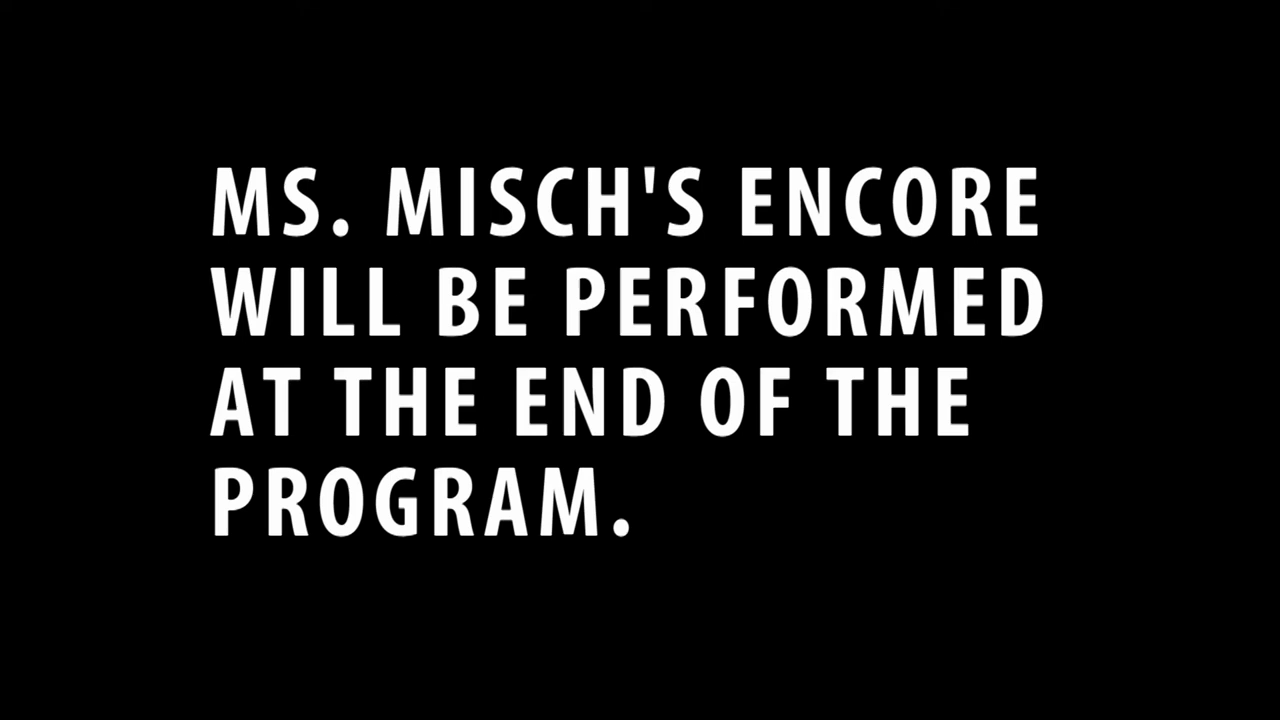 MS. MISCH'S ENCORE
WILL BE PERFORMED
AT THE END OF THE
PROGRAM.